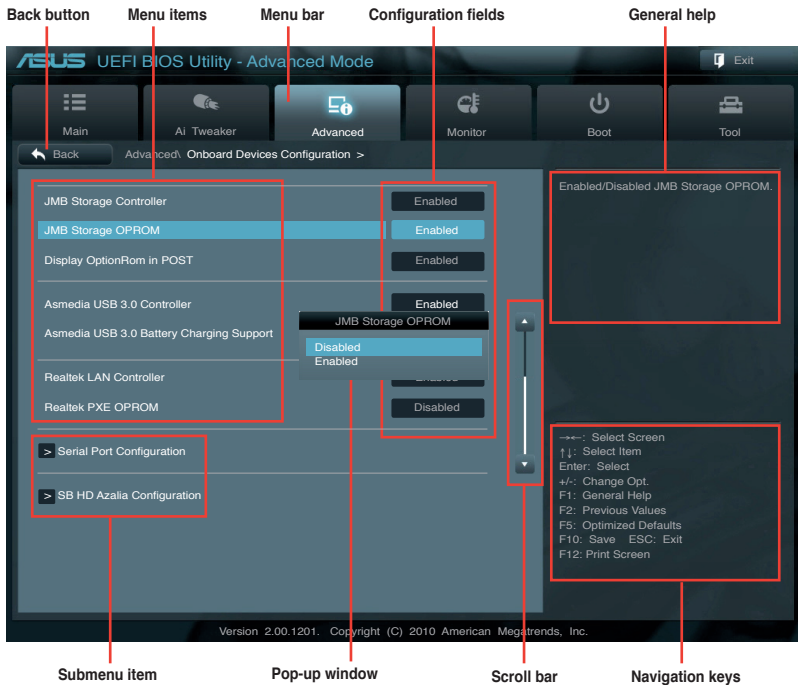 Back button Menu items Menu bar Configuration fields General help
ASUS UEFI BIOS Utility - Advanced Mode Exit
Main Ai Tweaker Advanced Monitor Boot Tool
Back Advanced\ Onboard Devices Configuration >
JMB Storage Controller Enabled
Enabled/Disabled JMB Storage OPROM.
JMB Storage OPROM Enabled
Display OptionRom in POST Enabled
Asmedia USB 3.0 Controller Enabled
JMB Storage OPROM
Asmedia USB 3.0 Battery Charging Support
Disabled
Enabled
Realtek LAN Controller Enabled
Realtek PXE OPROM Disabled
> Serial Port Configuration
> SB HD Azalia Configuration
→←: Select Screen
↑↓: Select Item
Enter: Select
+/-: Change Opt.
F1: General Help
F2: Previous Values
F5: Optimized Defaults
F10: Save ESC: Exit
F12: Print Screen
Version 2.00.1201. Copyright (C) 2010 American Megatrends, Inc.
Submenu item Pop-up window Scroll bar Navigation keys